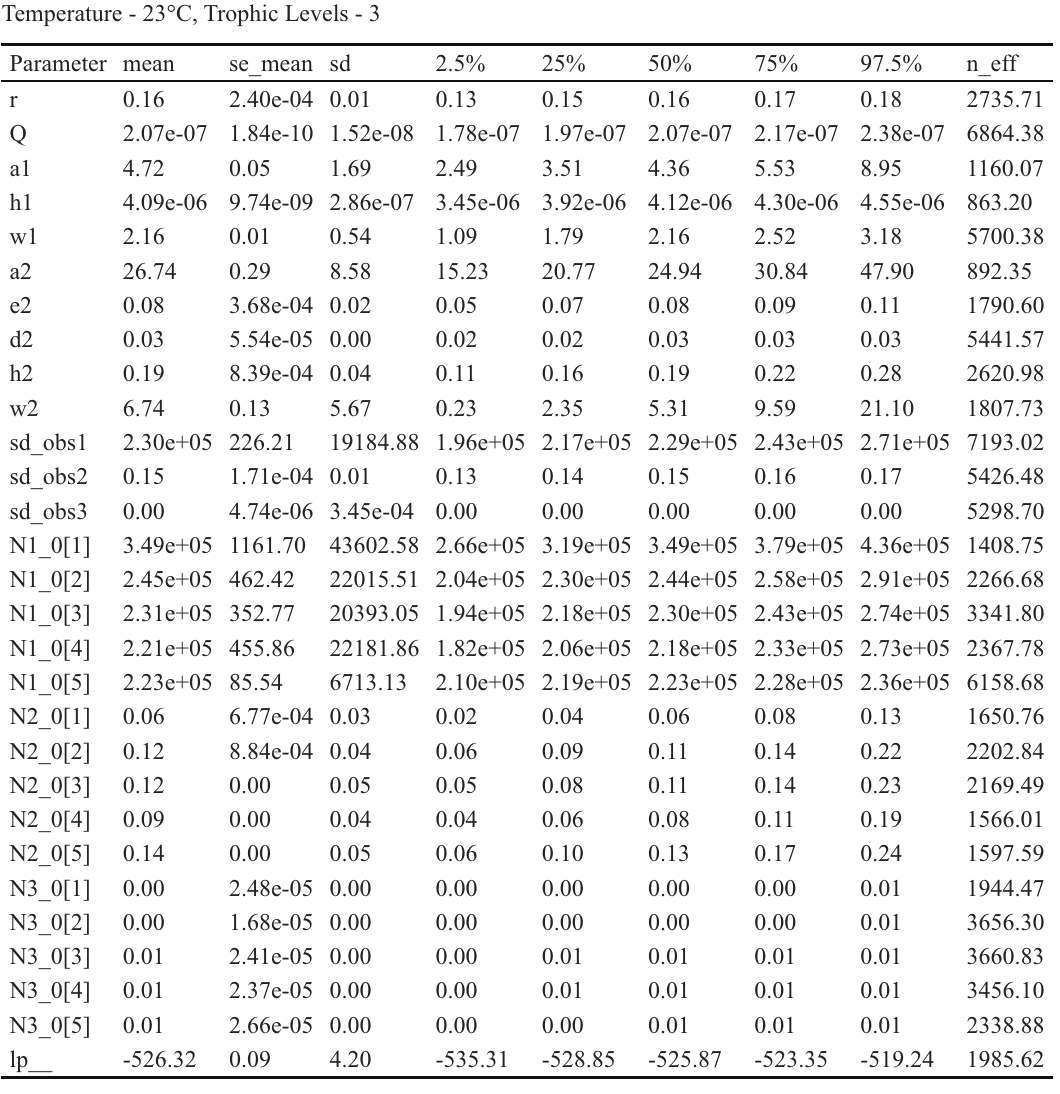 Temperature - 23°C, Trophic Levels - 3
Parameter mean se_mean sd 2.5% 25% 50% 75% 97.5% n_eff
r 0.16 2.40e-04 0.01 0.13 0.15 0.16 0.17 0.18 2735.71
Q 2.07e-07 1.84e-10 1.52e-08 1.78e-07 1.97e-07 2.07e-07 2.17e-07 2.38e-07 6864.38
a1 4.72 0.05 1.69 2.49 3.51 4.36 5.53 8.95 1160.07
h1 4.09e-06 9.74e-09 2.86e-07 3.45e-06 3.92e-06 4.12e-06 4.30e-06 4.55e-06 863.20
w1 2.16 0.01 0.54 1.09 1.79 2.16 2.52 3.18 5700.38
a2 26.74 0.29 8.58 15.23 20.77 24.94 30.84 47.90 892.35
e2 0.08 3.68e-04 0.02 0.05 0.07 0.08 0.09 0.11 1790.60
d2 0.03 5.54e-05 0.00 0.02 0.02 0.03 0.03 0.03 5441.57
h2 0.19 8.39e-04 0.04 0.11 0.16 0.19 0.22 0.28 2620.98
w2 6.74 0.13 5.67 0.23 2.35 5.31 9.59 21.10 1807.73
sd_obs1 2.30e+05 226.21 19184.88 1.96e+05 2.17e+05 2.29e+05 2.43e+05 2.71e+05 7193.02
sd_obs2 0.15 1.71e-04 0.01 0.13 0.14 0.15 0.16 0.17 5426.48
sd_obs3 0.00 4.74e-06 3.45e-04 0.00 0.00 0.00 0.00 0.00 5298.70
N1_0[1] 3.49e+05 1161.70 43602.58 2.66e+05 3.19e+05 3.49e+05 3.79e+05 4.36e+05 1408.75
N1_0[2] 2.45e+05 462.42 22015.51 2.04e+05 2.30e+05 2.44e+05 2.58e+05 2.91e+05 2266.68
N1_0[3] 2.31e+05 352.77 20393.05 1.94e+05 2.18e+05 2.30e+05 2.43e+05 2.74e+05 3341.80
N1_0[4] 2.21e+05 455.86 22181.86 1.82e+05 2.06e+05 2.18e+05 2.33e+05 2.73e+05 2367.78
N1_0[5] 2.23e+05 85.54 6713.13 2.10e+05 2.19e+05 2.23e+05 2.28e+05 2.36e+05 6158.68
N2_0[1] 0.06 6.77e-04 0.03 0.02 0.04 0.06 0.08 0.13 1650.76
N2_0[2] 0.12 8.84e-04 0.04 0.06 0.09 0.11 0.14 0.22 2202.84
N2_0[3] 0.12 0.00 0.05 0.05 0.08 0.11 0.14 0.23 2169.49
N2_0[4] 0.09 0.00 0.04 0.04 0.06 0.08 0.11 0.19 1566.01
N2_0[5] 0.14 0.00 0.05 0.06 0.10 0.13 0.17 0.24 1597.59
N3_0[1] 0.00 2.48e-05 0.00 0.00 0.00 0.00 0.00 0.01 1944.47
N3_0[2] 0.00 1.68e-05 0.00 0.00 0.00 0.00 0.00 0.01 3656.30
N3_0[3] 0.01 2.41e-05 0.00 0.00 0.01 0.01 0.01 0.01 3660.83
N3_0[4] 0.01 2.37e-05 0.00 0.00 0.01 0.01 0.01 0.01 3456.10
N3_0[5] 0.01 2.66e-05 0.00 0.00 0.00 0.01 0.01 0.01 2338.88
lp__ -526.32 0.09 4.20 -535.31 -528.85 -525.87 -523.35 -519.24 1985.62